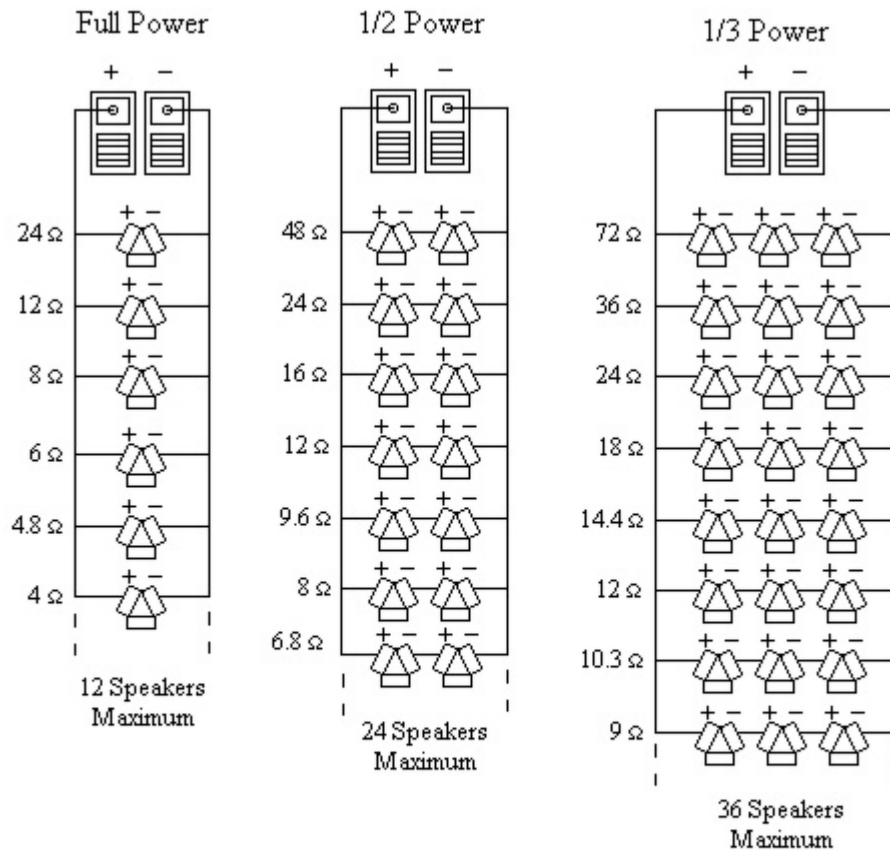 Full Power
+ −
+ −
24 Ω
+ −
12 Ω
+ −
8 Ω
+ −
6 Ω
+ −
4.8 Ω
+ −
4 Ω
12 Speakers
Maximum
1/2 Power
+ −
+ − + −
48 Ω
+ − + −
24 Ω
+ − + −
16 Ω
+ − + −
12 Ω
+ − + −
9.6 Ω
+ − + −
8 Ω
+ − + −
6.8 Ω
24 Speakers
Maximum
1/3 Power
+ −
+ − + − + −
72 Ω
+ − + − + −
36 Ω
+ − + − + −
24 Ω
+ − + − + −
18 Ω
+ − + − + −
14.4 Ω
+ − + − + −
12 Ω
+ − + − + −
10.3 Ω
+ − + − + −
9 Ω
36 Speakers
Maximum